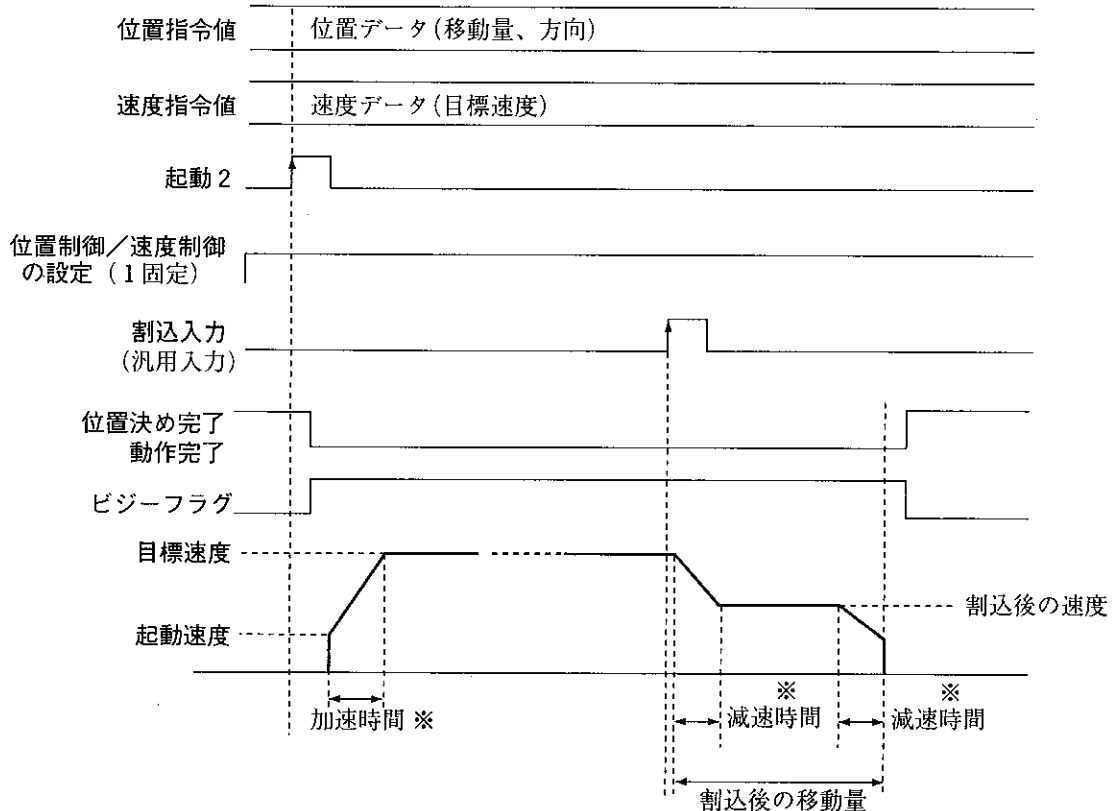 位置指令値
位置データ(移動量、方向)
速度指令値
速度データ(目標速度)
起動2
位置制御/速度制御
の設定(1固定)
割込入力
(汎用入力)
位置決め完了
動作完了
ビジーフラグ
目標速度
割込後の速度
起動速度
加速時間 ※
※
減速時間
※
減速時間
割込後の移動量